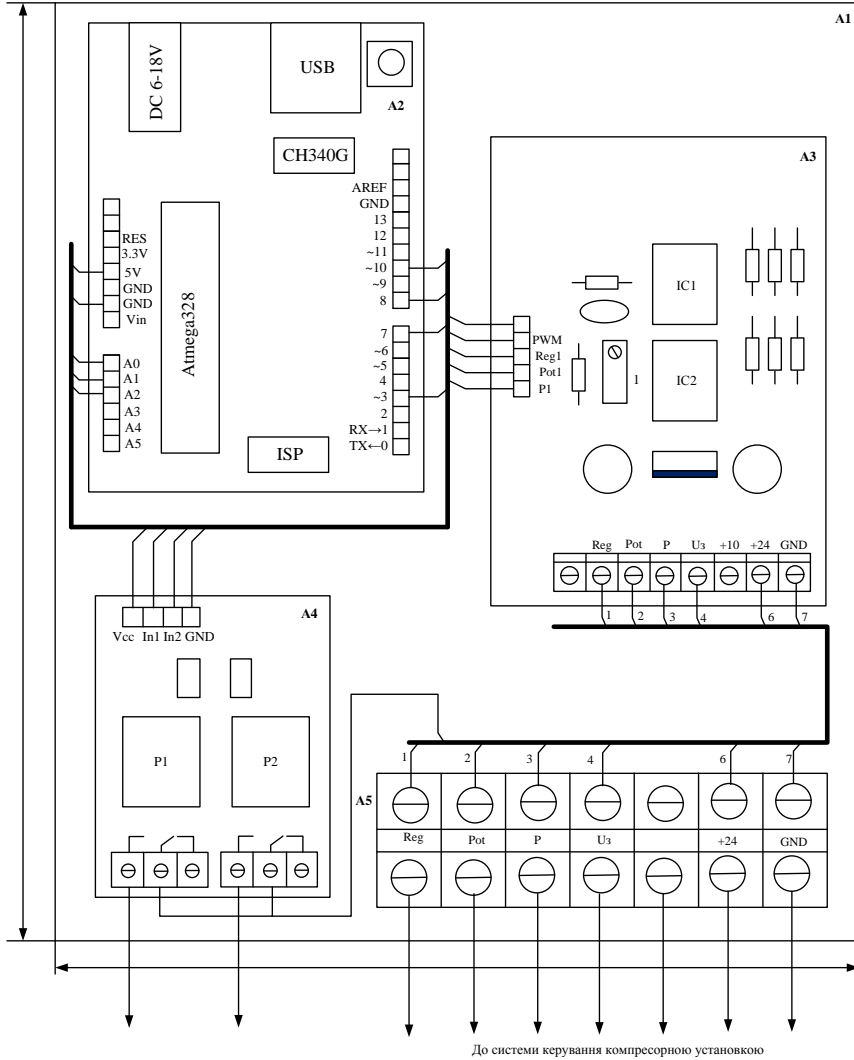 A1
DC 6-18V
USB
A2
CH340G
AREF
GND
13
12
~11
~10
~9
8
7
~6
~5
4
~3
2
RX→1
TX←0
RES
3.3V
5V
GND
GND
Vin
A0
A1
A2
A3
A4
A5
Atmega328
ISP
A3
IC1
IC2
1
PWM
Reg1
Pot1
P1
Reg Pot P Uз +10 +24 GND
1 2 3 4 6 7
A4
Vcc In1 In2 GND
P1 P2
1 2 3 4 6 7
A5
Reg Pot P Uз +24 GND
До системи керування компресорною установкою